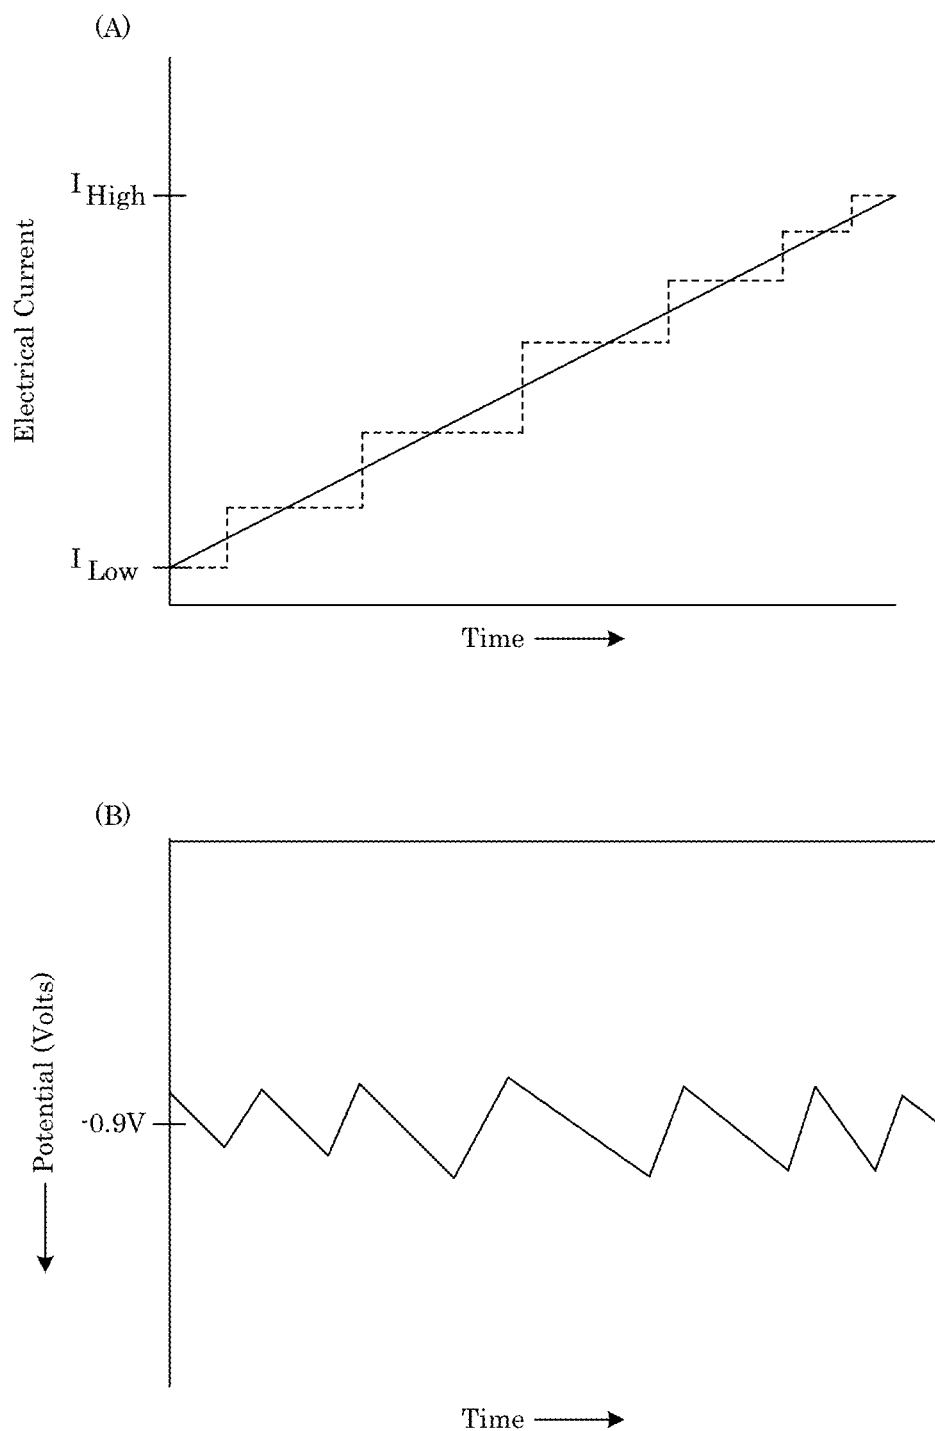 (A)
I High
Electrical Current
I Low
Time
(B)
Potential (Volts)
-0.9V
Time